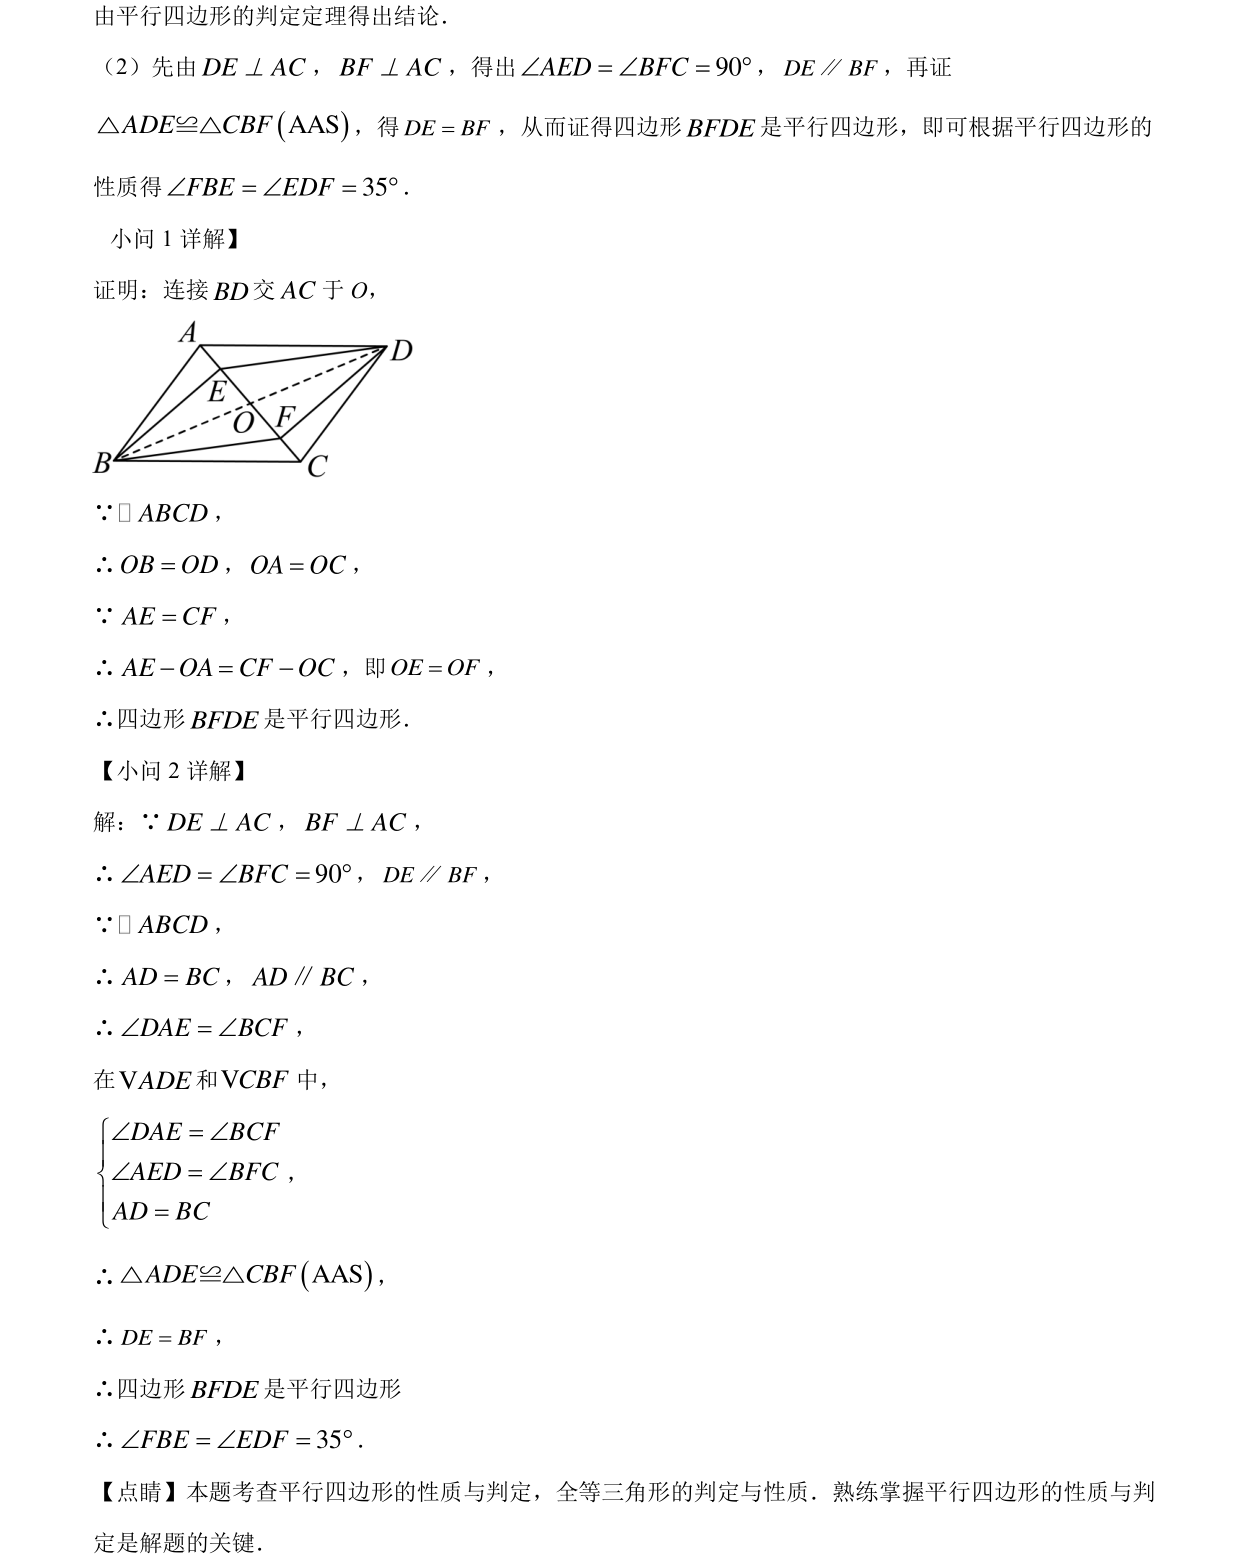 由平行四边形的判定定理得出结论．
（2）先由DE⊥AC，BF⊥AC，得出∠AED=∠BFC=90°，DE∥BF，再证
△ADE≌△CBF(AAS)，得DE=BF，从而证得四边形BFDE是平行四边形，即可根据平行四边形的
性质得∠FBE=∠EDF=35°．
小问 1 详解】
证明：连接BD交AC于O，
A
D
E
O
F
B
C
∵□ABCD，
∴OB=OD，OA=OC，
∵AE=CF，
∴AE−OA=CF−OC，即OE=OF，
∴四边形BFDE是平行四边形．
【小问 2 详解】
解：∵DE⊥AC，BF⊥AC，
∴∠AED=∠BFC=90°，DE∥BF，
∵□ABCD，
∴AD=BC，AD∥BC，
∴∠DAE=∠BCF，
在VADE和VCBF中，
∠DAE=∠BCF
∠AED=∠BFC，
AD=BC
∴△ADE≌△CBF(AAS)，
∴DE=BF，
∴四边形BFDE是平行四边形
∴∠FBE=∠EDF=35°．
【点睛】本题考查平行四边形的性质与判定，全等三角形的判定与性质．熟练掌握平行四边形的性质与判
定是解题的关键．